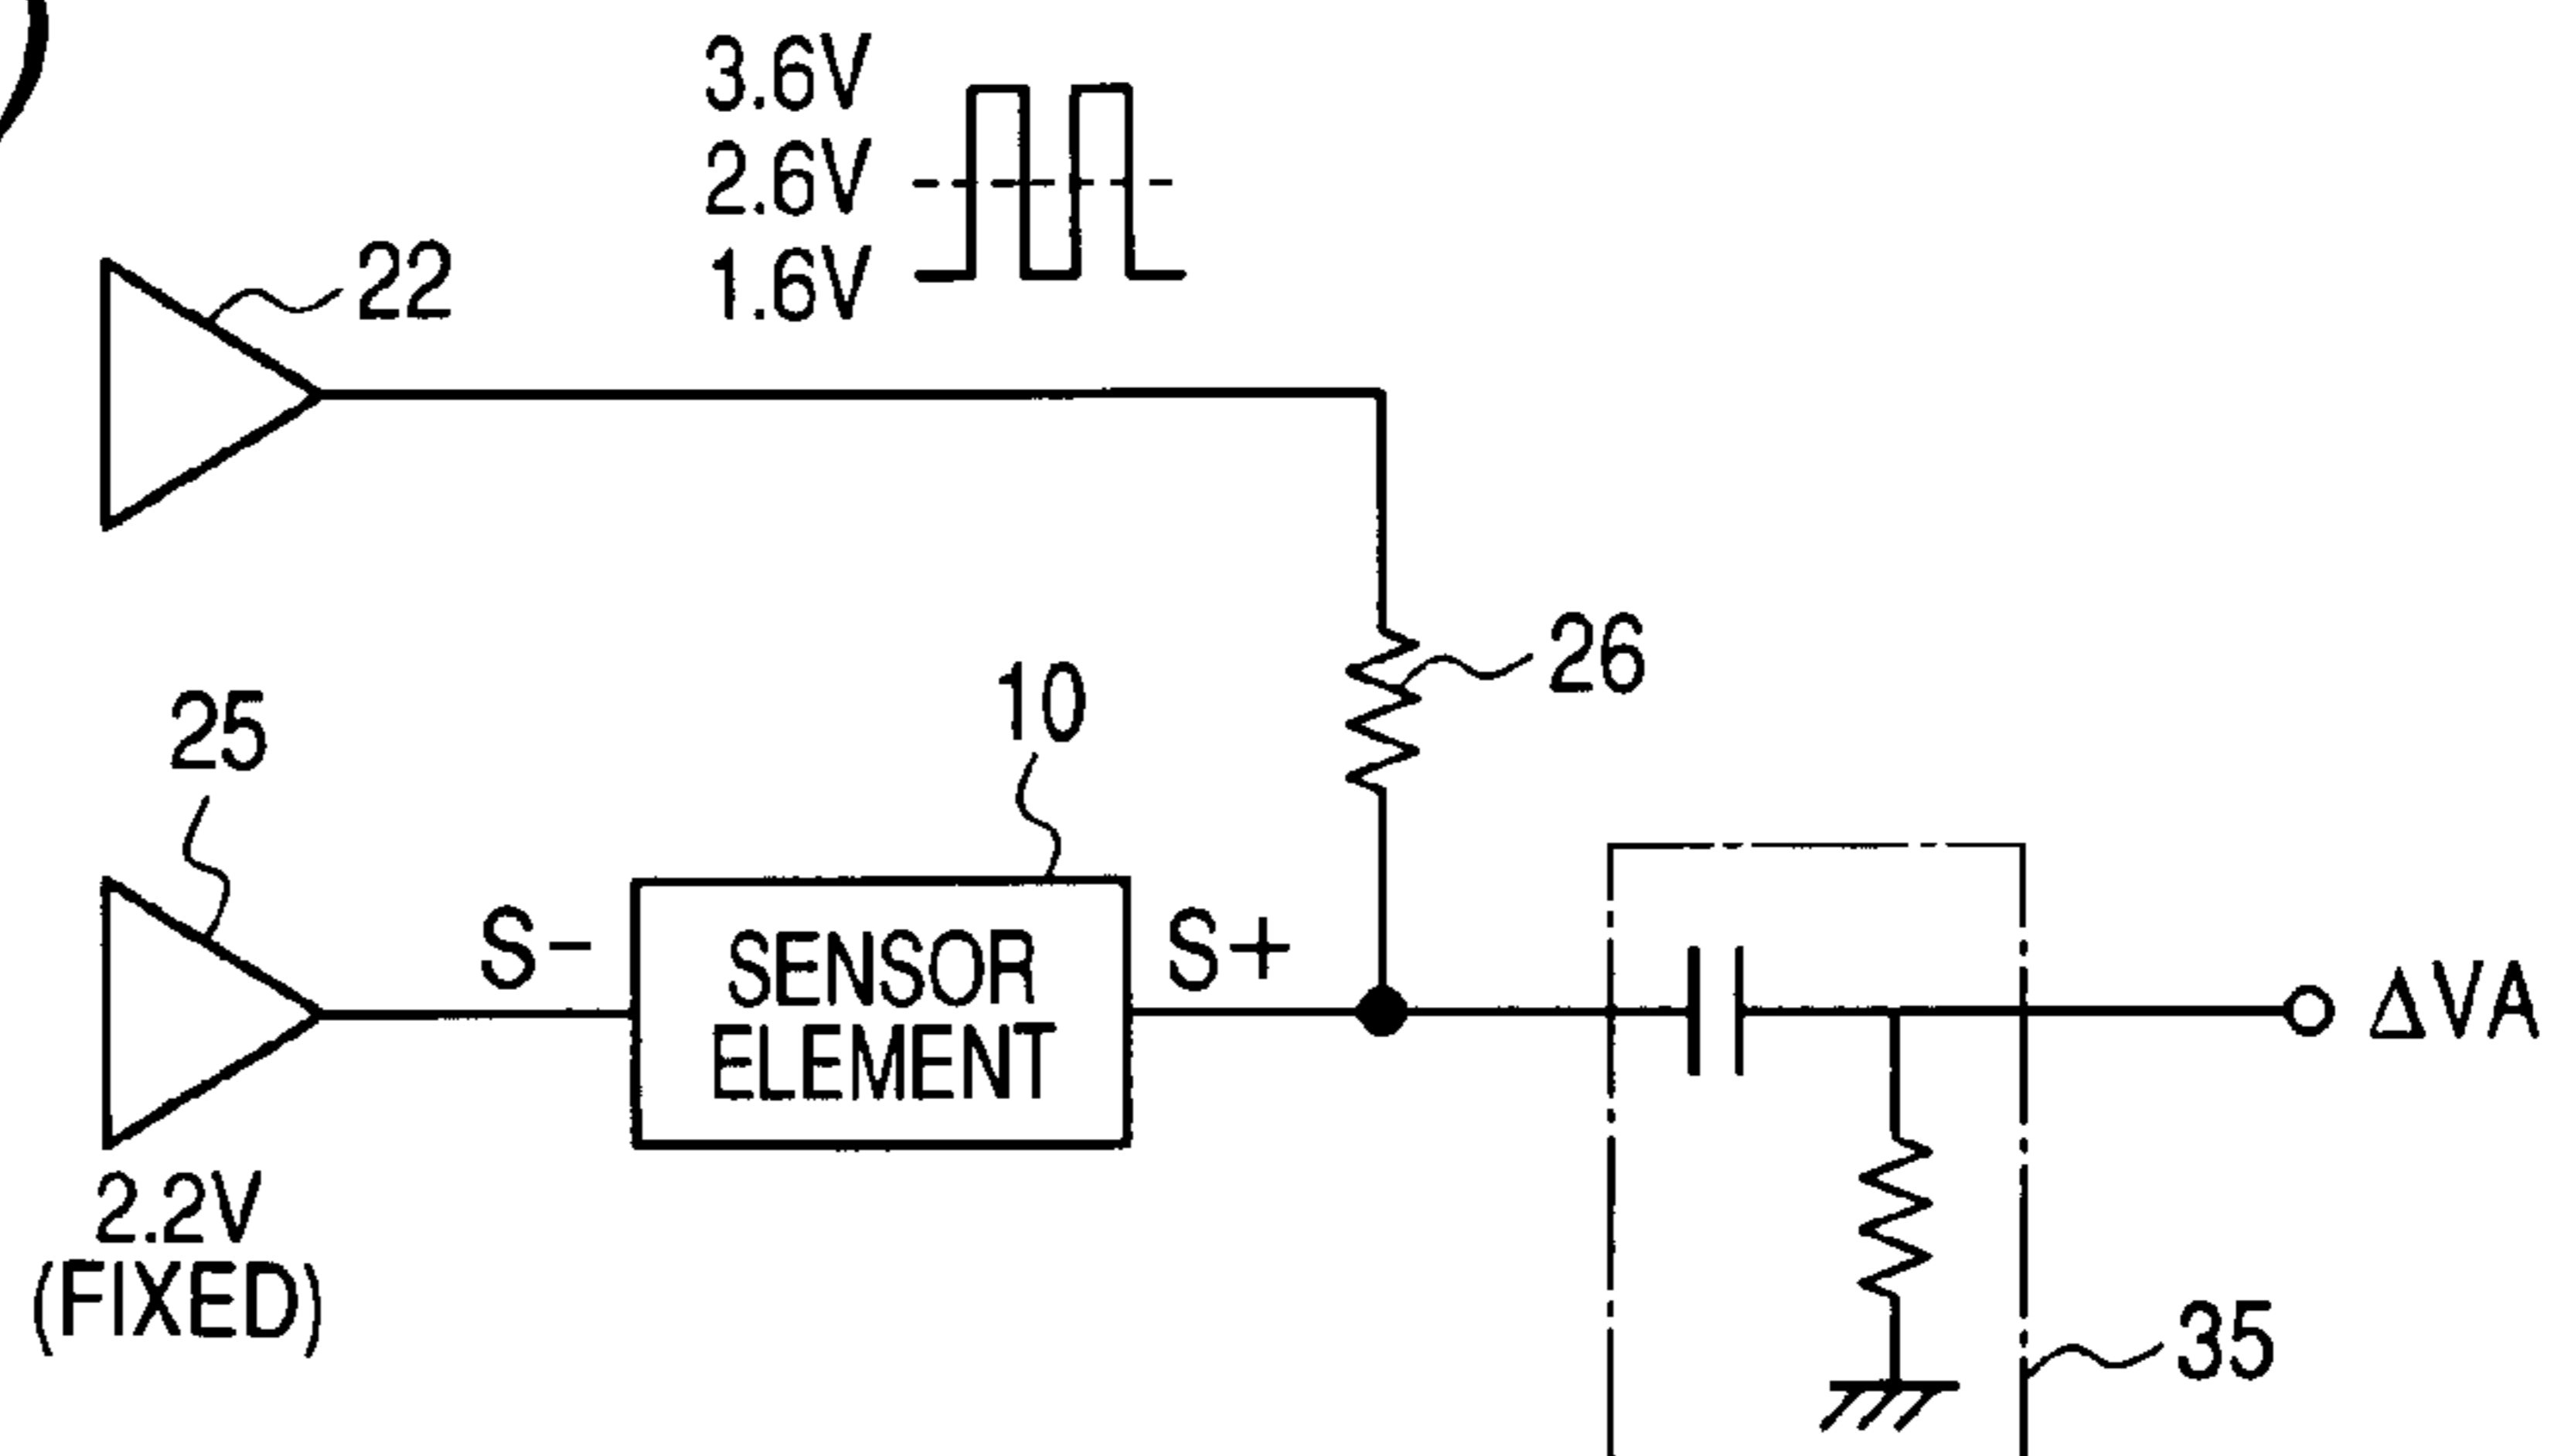 3.6V
2.6V
1.6V
22
26
10
25
S-
SENSOR
ELEMENT
S+
ΔVA
2.2V
(FIXED)
35